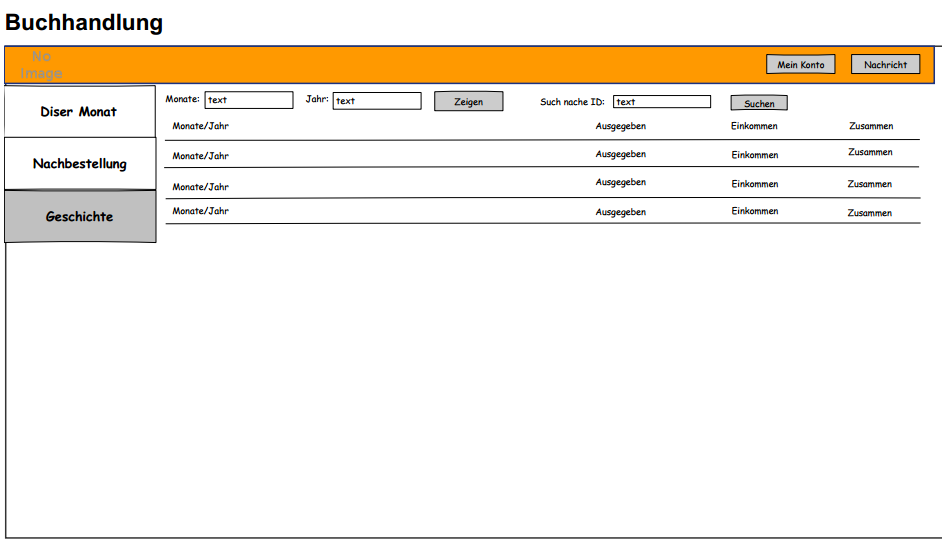 Buchhandlung
No
Image
Mein Konto Nachricht
Diser Monat
Nachbestellung
Geschichte
Monate: text Jahr: text Zeigen Such nache ID: text Suchen
Monate/Jahr Ausgegeben Einkommen Zusammen
Monate/Jahr Ausgegeben Einkommen Zusammen
Monate/Jahr Ausgegeben Einkommen Zusammen
Monate/Jahr Ausgegeben Einkommen Zusammen